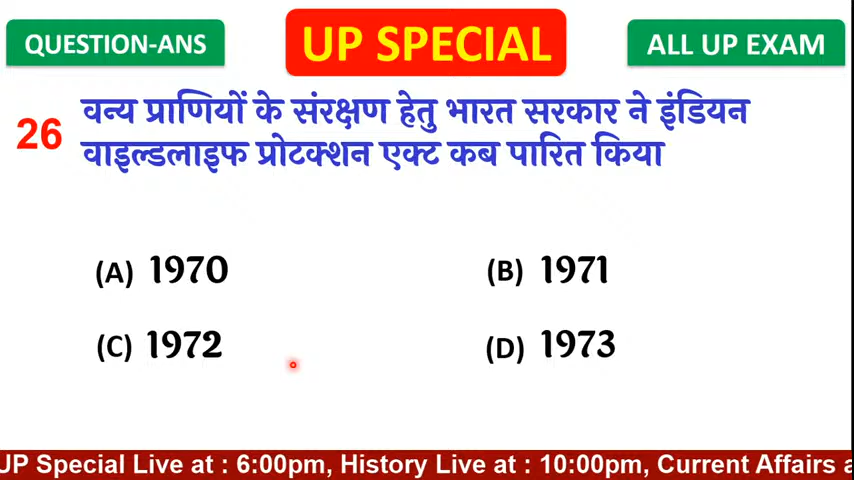 QUESTION-ANS
UP SPECIAL
ALL UP EXAM
26
वन्य प्राणियों के संरक्षण हेतु भारत सरकार ने इंडियन
वाइल्डलाइफ प्रोटक्शन एक्ट कब पारित किया
(A) 1970
(B) 1971
(C) 1972
(D) 1973
UP Special Live at : 6:00pm, History Live at : 10:00pm, Current Affairs a